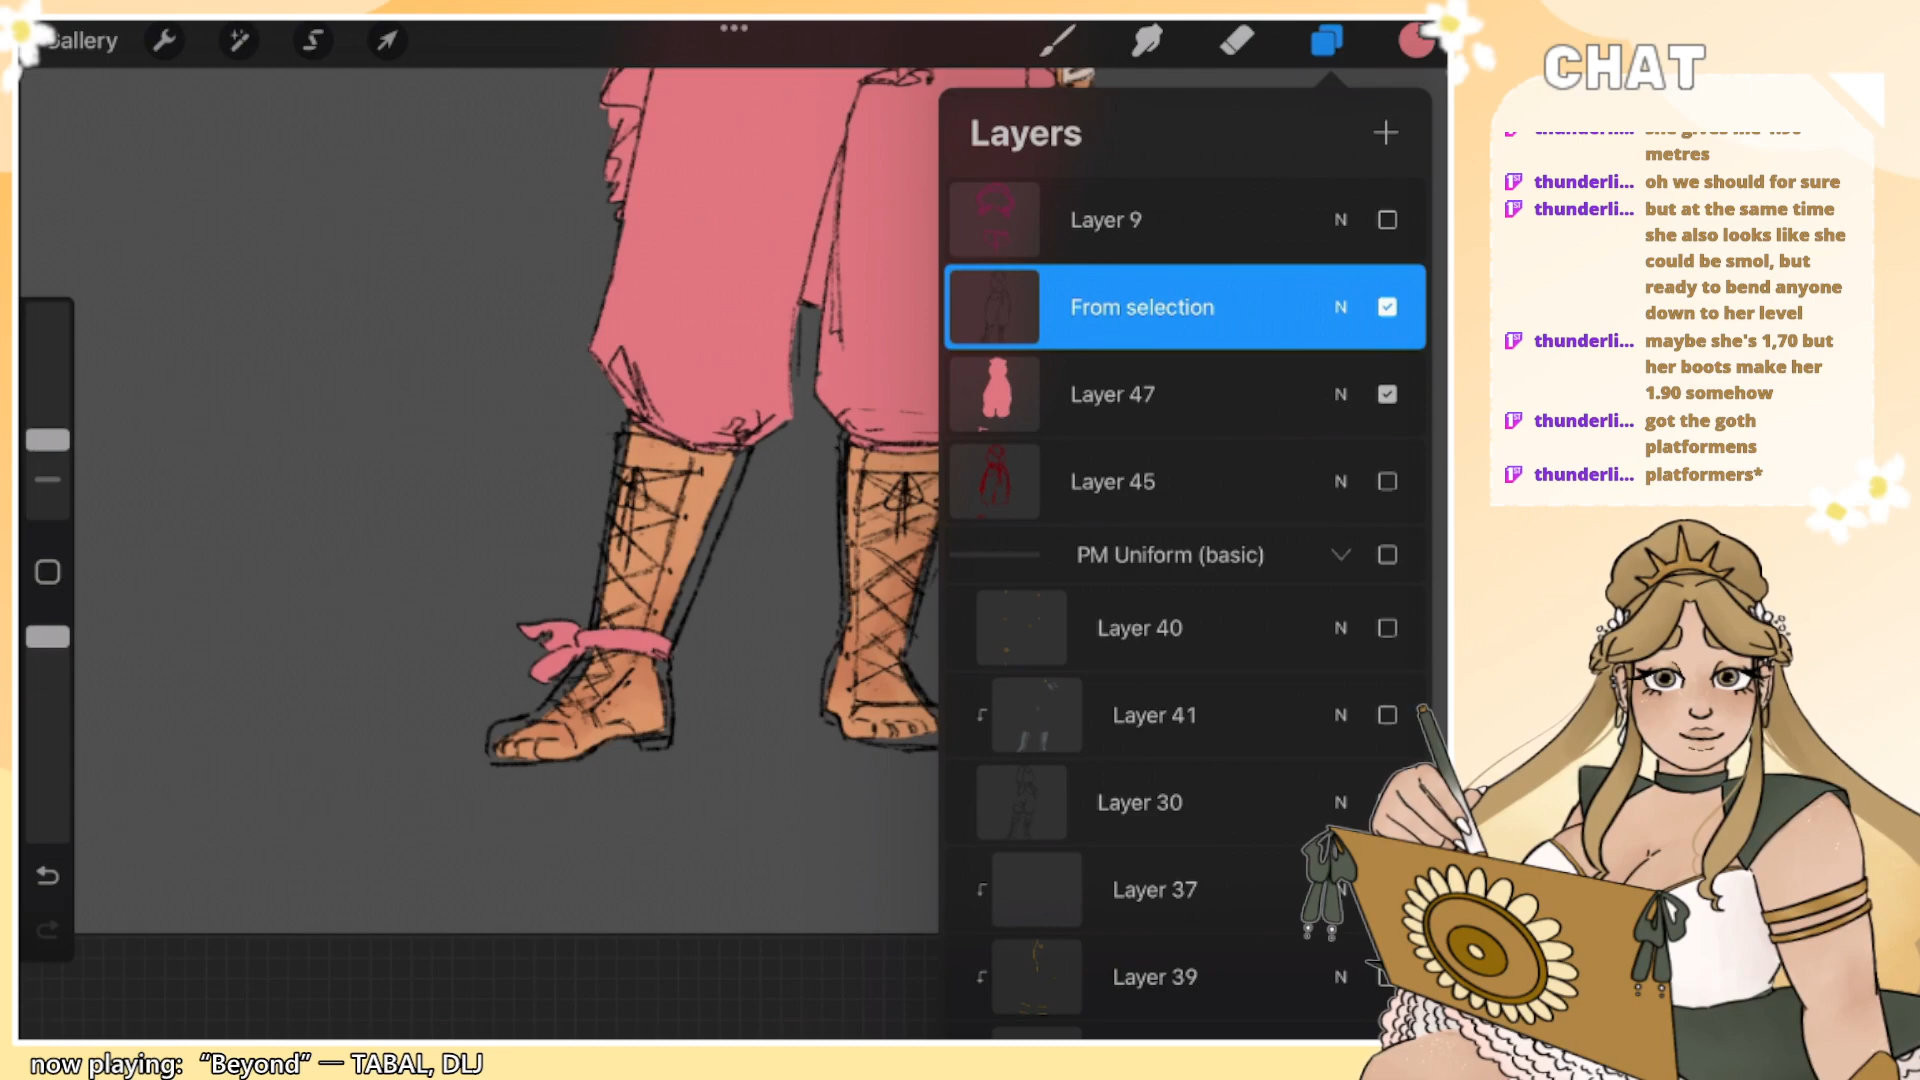 Gallery
CHAT
Layers
Layer 9 N
From selection N
Layer 47 N
Layer 45 N
PM Uniform (basic)
Layer 40 N
Layer 41 N
Layer 30 N
Layer 37
Layer 39 N
metres
thunderli... oh we should for sure
thunderli... but at the same time
she also looks like she
could be smol, but
ready to bend anyone
down to her level
thunderli... maybe she's 1,70 but
her boots make her
1.90 somehow
thunderli... got the goth
platformens
thunderli... platformers*
now playing: “Beyond” — TABAL, DLJ